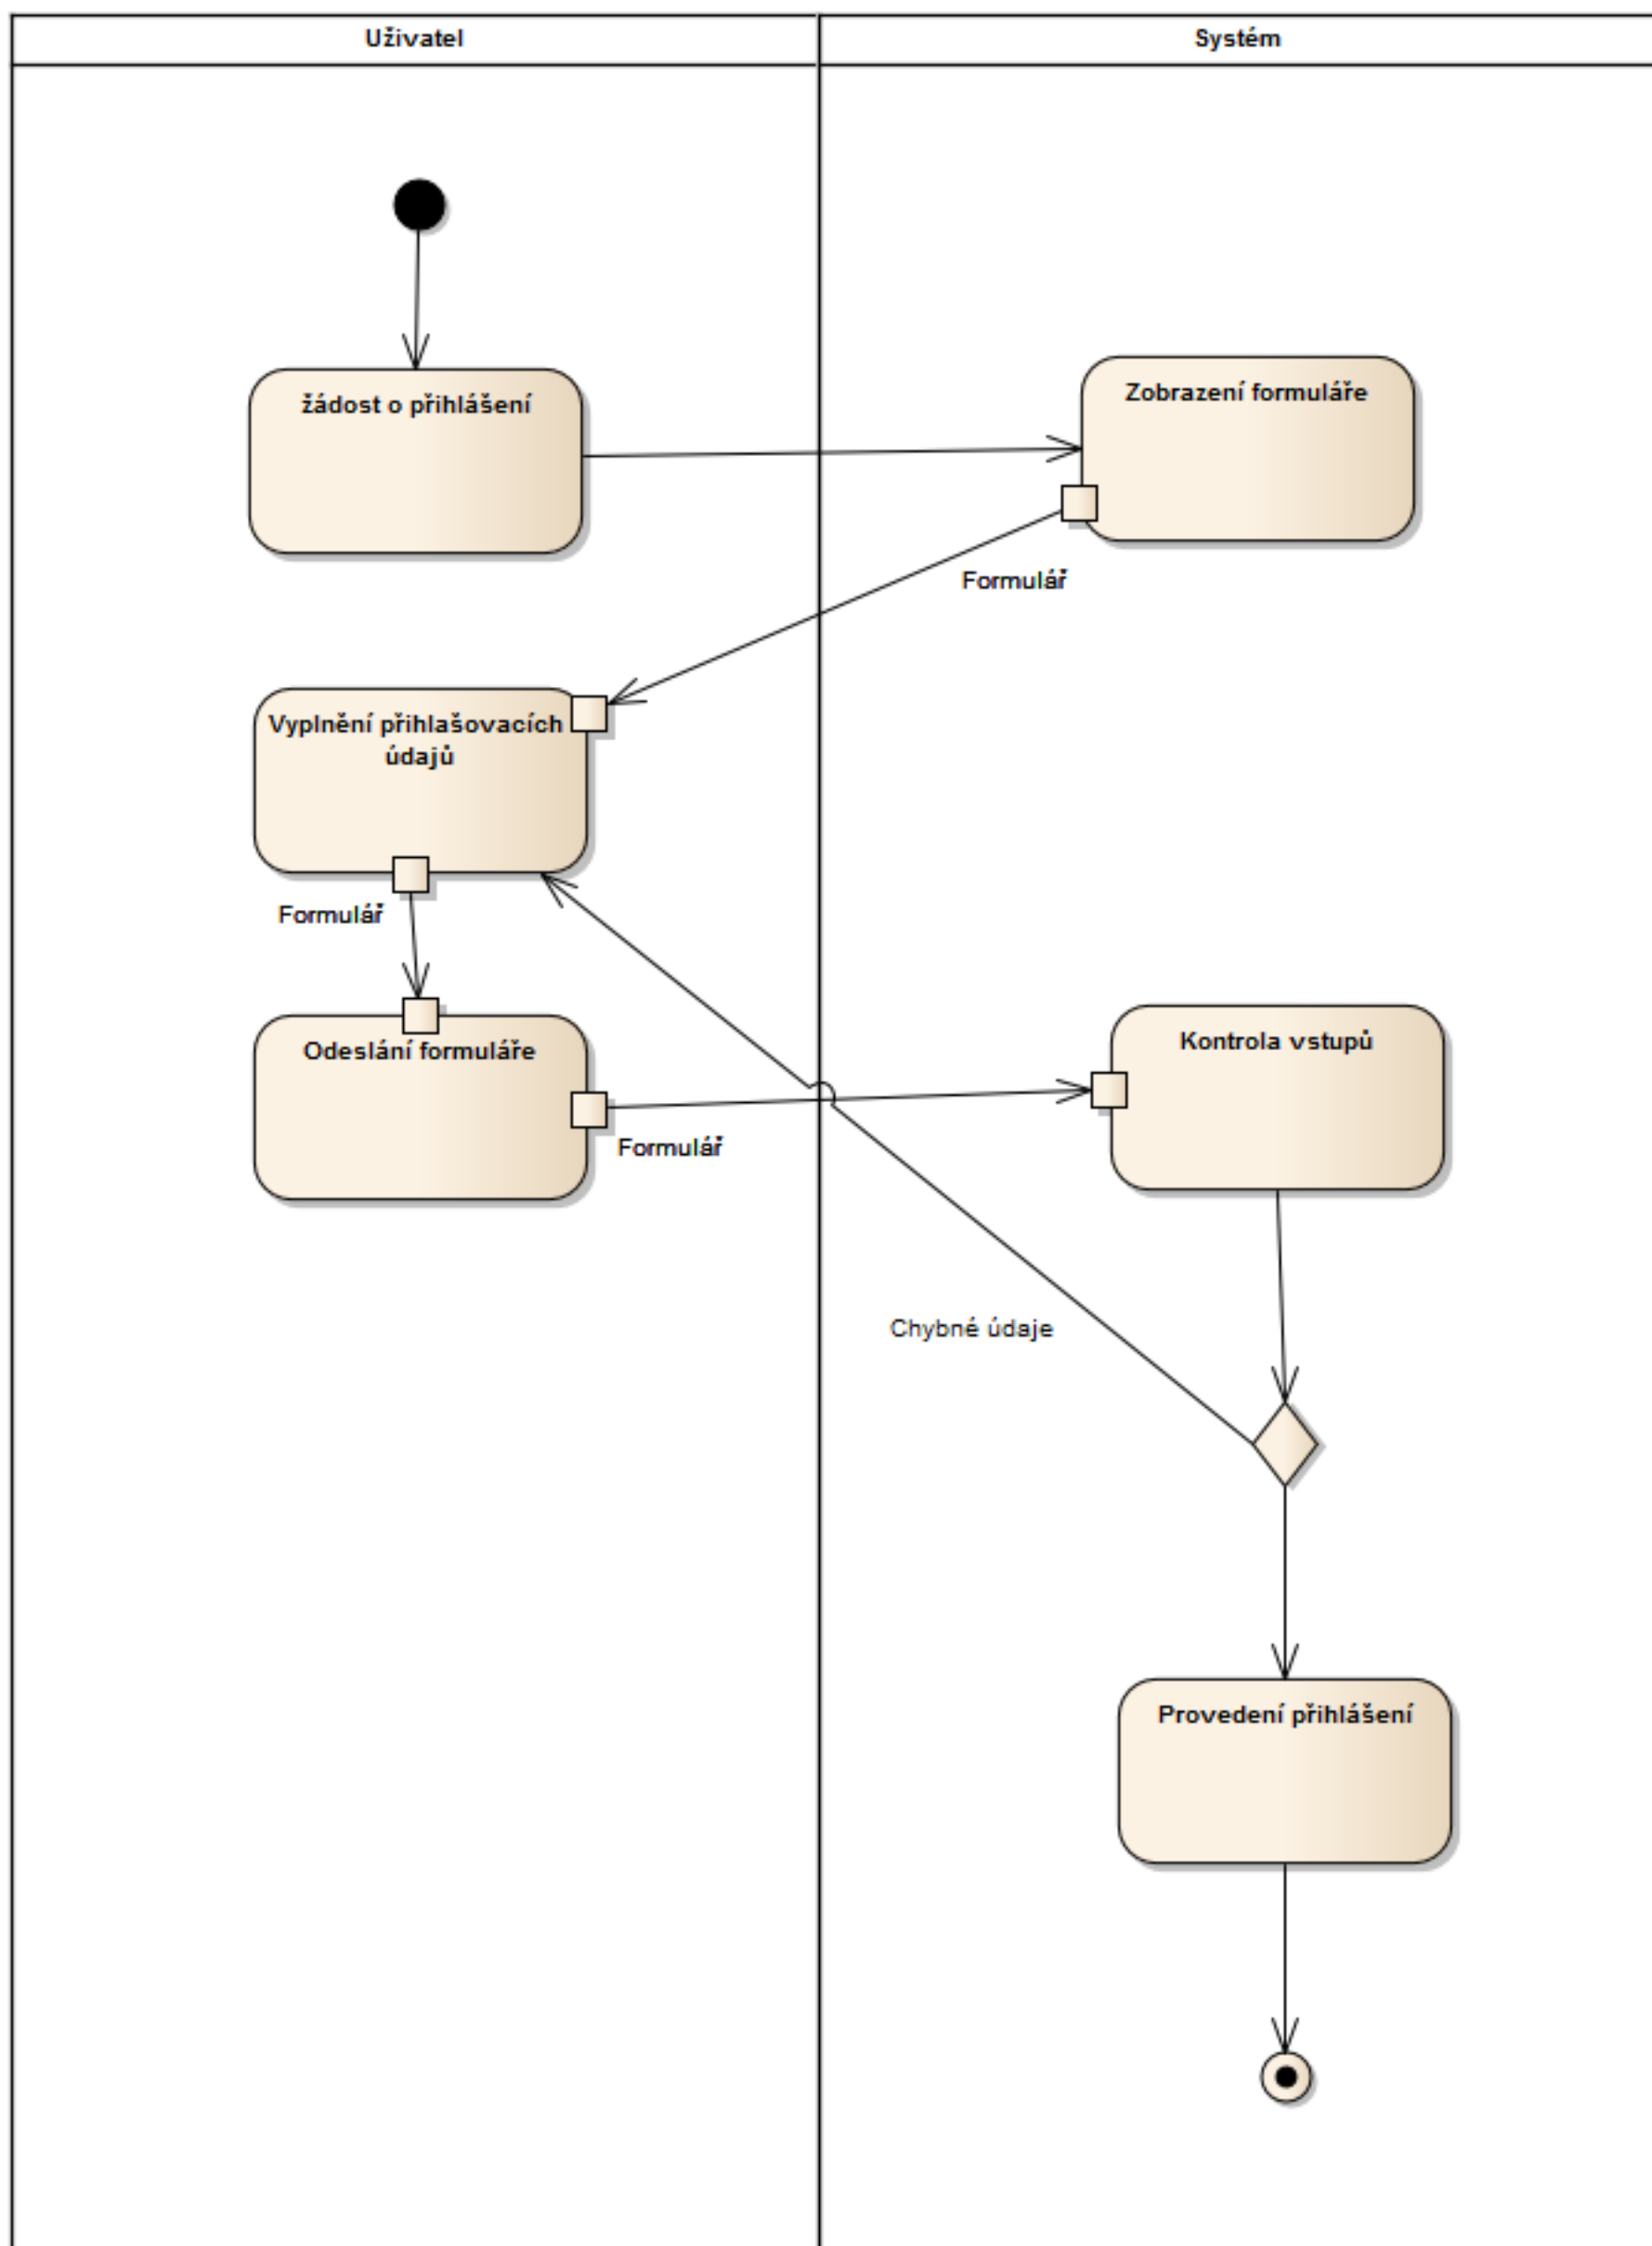 Uživatel
Systém
žádost o přihlášení
Zobrazení formuláře
Formulář
Vyplnění přihlašovacích
údajů
Formulář
Odeslání formuláře
Kontrola vstupů
Formulář
Chybné údaje
Provedení přihlášení